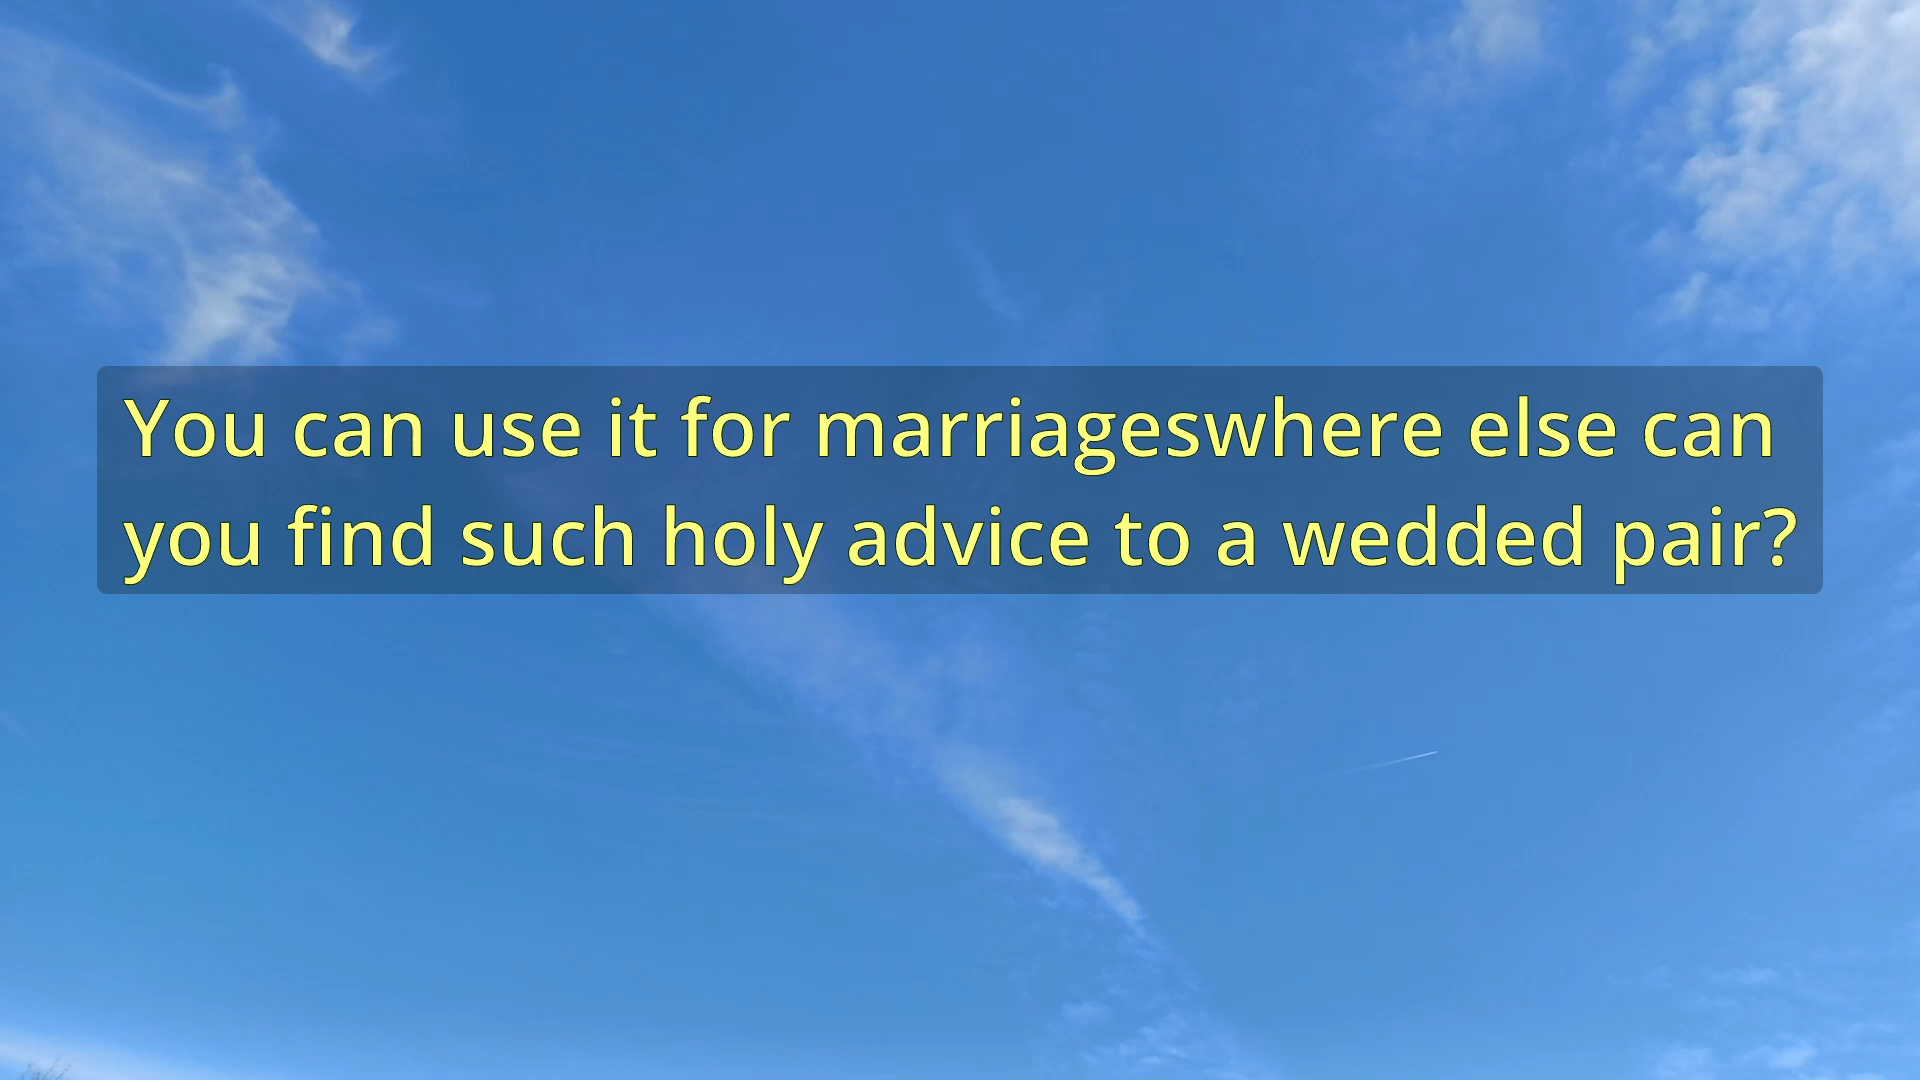 You can use it for marriageswhere else can
you find such holy advice to a wedded pair?